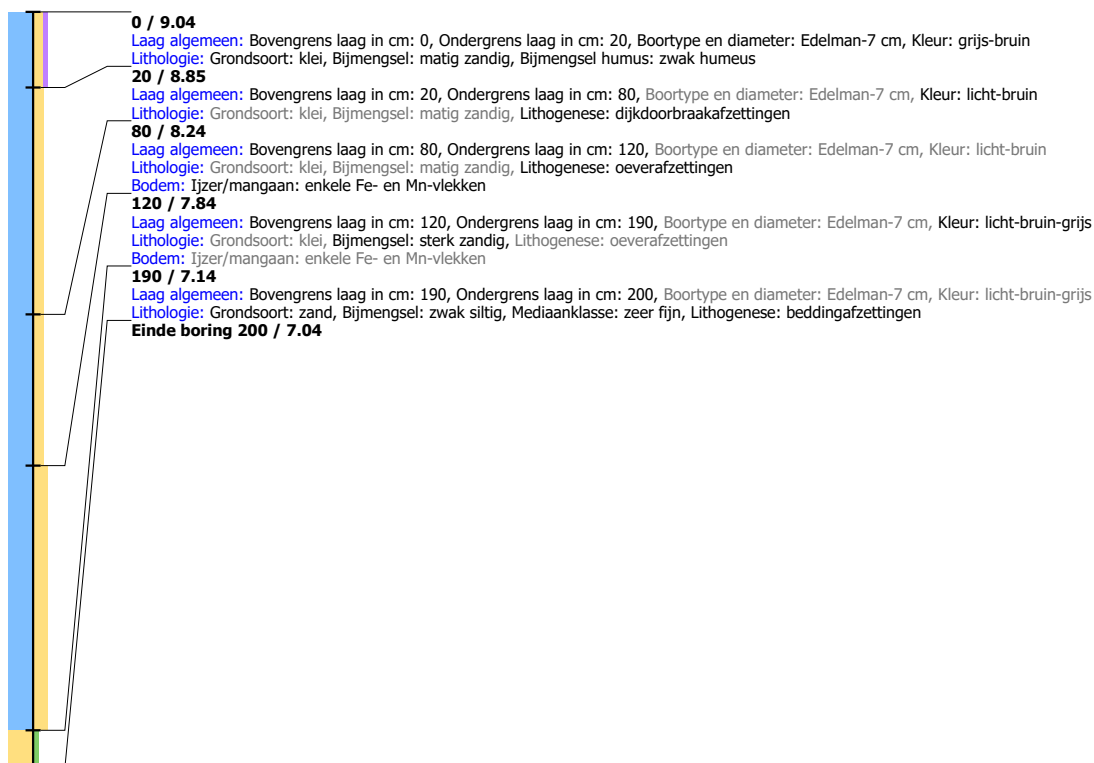 0 / 9.04
Laag algemeen: Bovengrens laag in cm: 0, Ondergrens laag in cm: 20, Boortype en diameter: Edelman-7 cm, Kleur: grijs-bruin
Lithologie: Grondsoort: klei, Bijmengsel: matig zandig, Bijmengsel humus: zwak humeus
20 / 8.85
Laag algemeen: Bovengrens laag in cm: 20, Ondergrens laag in cm: 80, Boortype en diameter: Edelman-7 cm, Kleur: licht-bruin
Lithologie: Grondsoort: klei, Bijmengsel: matig zandig, Lithogenese: dijkdoorbraakafzettingen
80 / 8.24
Laag algemeen: Bovengrens laag in cm: 80, Ondergrens laag in cm: 120, Boortype en diameter: Edelman-7 cm, Kleur: licht-bruin
Lithologie: Grondsoort: klei, Bijmengsel: matig zandig, Lithogenese: oeverafzettingen
Bodem: Ijzer/mangaan: enkele Fe- en Mn-vlekken
120 / 7.84
Laag algemeen: Bovengrens laag in cm: 120, Ondergrens laag in cm: 190, Boortype en diameter: Edelman-7 cm, Kleur: licht-bruin-grijs
Lithologie: Grondsoort: klei, Bijmengsel: sterk zandig, Lithogenese: oeverafzettingen
Bodem: Ijzer/mangaan: enkele Fe- en Mn-vlekken
190 / 7.14
Laag algemeen: Bovengrens laag in cm: 190, Ondergrens laag in cm: 200, Boortype en diameter: Edelman-7 cm, Kleur: licht-bruin-grijs
Lithologie: Grondsoort: zand, Bijmengsel: zwak siltig, Mediaanklasse: zeer fijn, Lithogenese: beddingafzettingen
Einde boring 200 / 7.04